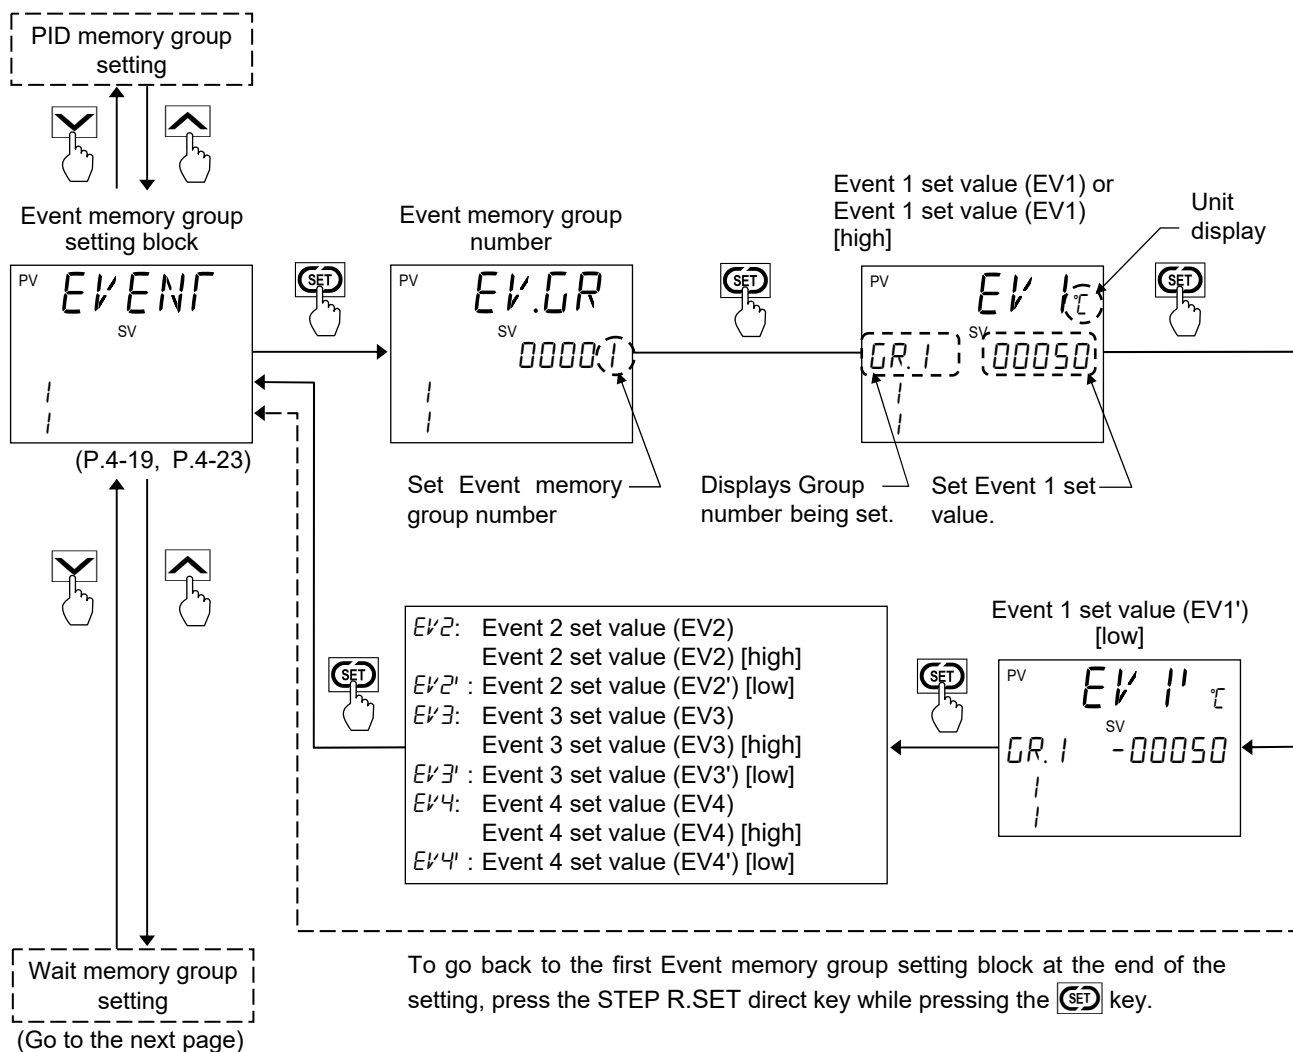 PID memory group
setting
Event memory group
setting block
PV
EVENT
SV
1
1
(P.4-19, P.4-23)
SET
Event memory group
number
PV
EV.GR
SV
00001
1
1
Set Event memory
group number
SET
Event 1 set value (EV1) or
Event 1 set value (EV1)
[high]
Unit
display
PV
EV 1 ℃
SV
GR.1 00050
1
1
Displays Group
number being set.
Set Event 1 set
value.
SET
Event 1 set value (EV1')
[low]
PV
EV 1' ℃
SV
GR.1 -00050
1
1
SET
EV2: Event 2 set value (EV2)
Event 2 set value (EV2) [high]
EV2' : Event 2 set value (EV2') [low]
EV3: Event 3 set value (EV3)
Event 3 set value (EV3) [high]
EV3' : Event 3 set value (EV3') [low]
EV4: Event 4 set value (EV4)
Event 4 set value (EV4) [high]
EV4' : Event 4 set value (EV4') [low]
SET
Wait memory group
setting
(Go to the next page)
To go back to the first Event memory group setting block at the end of the
setting, press the STEP R.SET direct key while pressing the SET key.